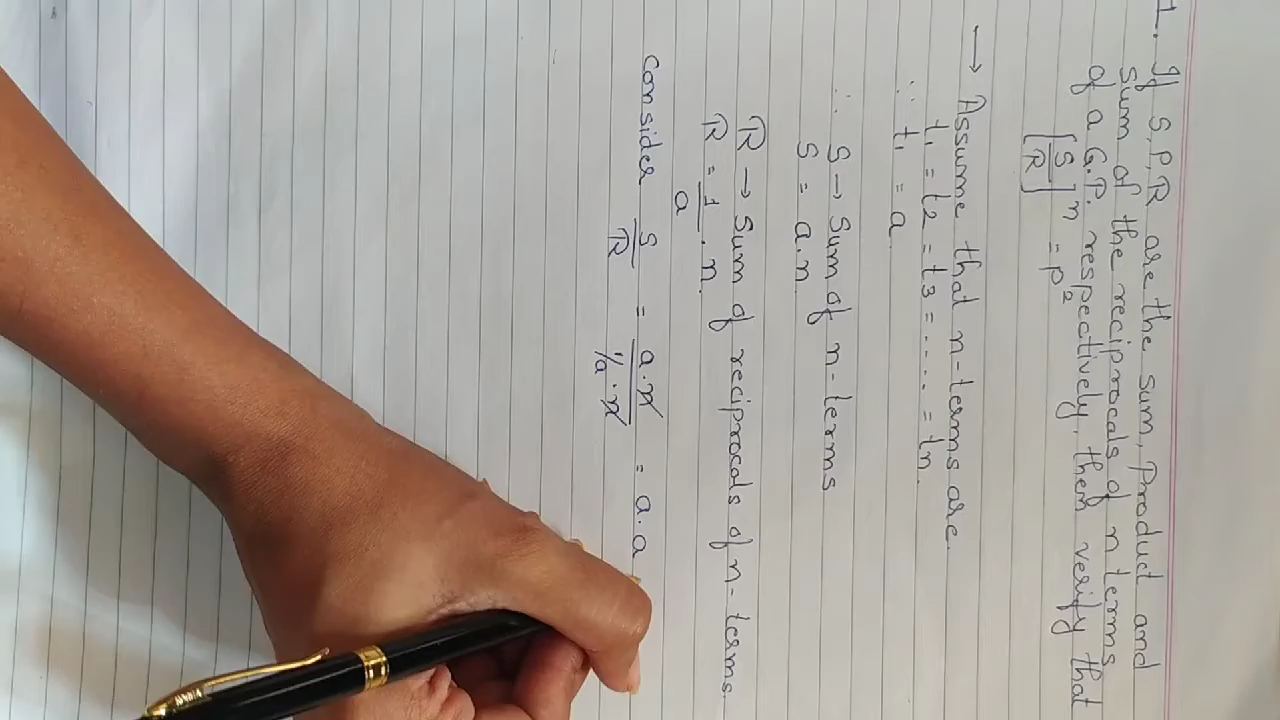 1. If S, P, R are the sum, product and
sum of the reciprocals of n terms
of a G.P. respectively, then verify that
[S/R]ⁿ = P²
→ Assume that n-terms are
t₁ = t₂ = t₃ = ..... = tn.
∵ t₁ = a
∴ S → Sum of n-terms
S = a.n
R → Sum of reciprocals of n-terms
R = 1/a . n.
Consider S/R = a.n / 1/a.n = a.a